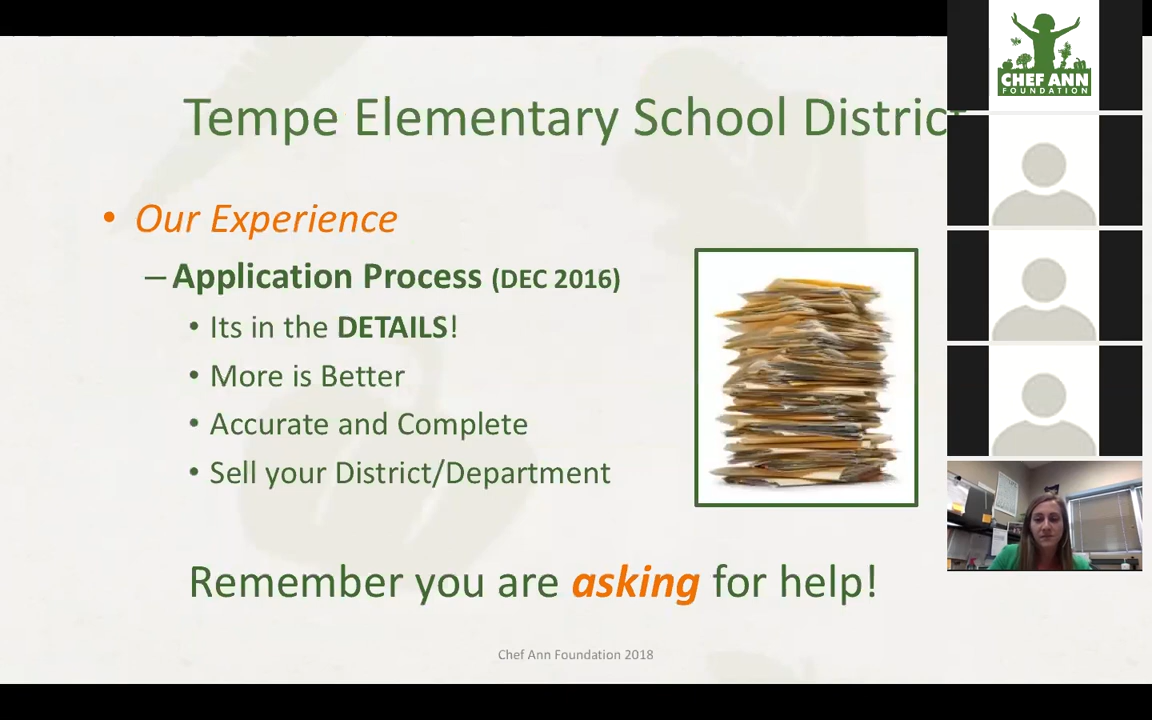 Tempe Elementary School District
• Our Experience
– Application Process (DEC 2016)
• Its in the DETAILS!
• More is Better
• Accurate and Complete
• Sell your District/Department
Remember you are asking for help!
Chef Ann Foundation 2018
CHEF ANN
FOUNDATION